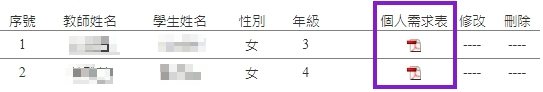 序號 教師姓名 學生姓名 性別 年級 個人需求表 修改 刪除
1 女 3 ---- ----
2 女 4 ---- ----